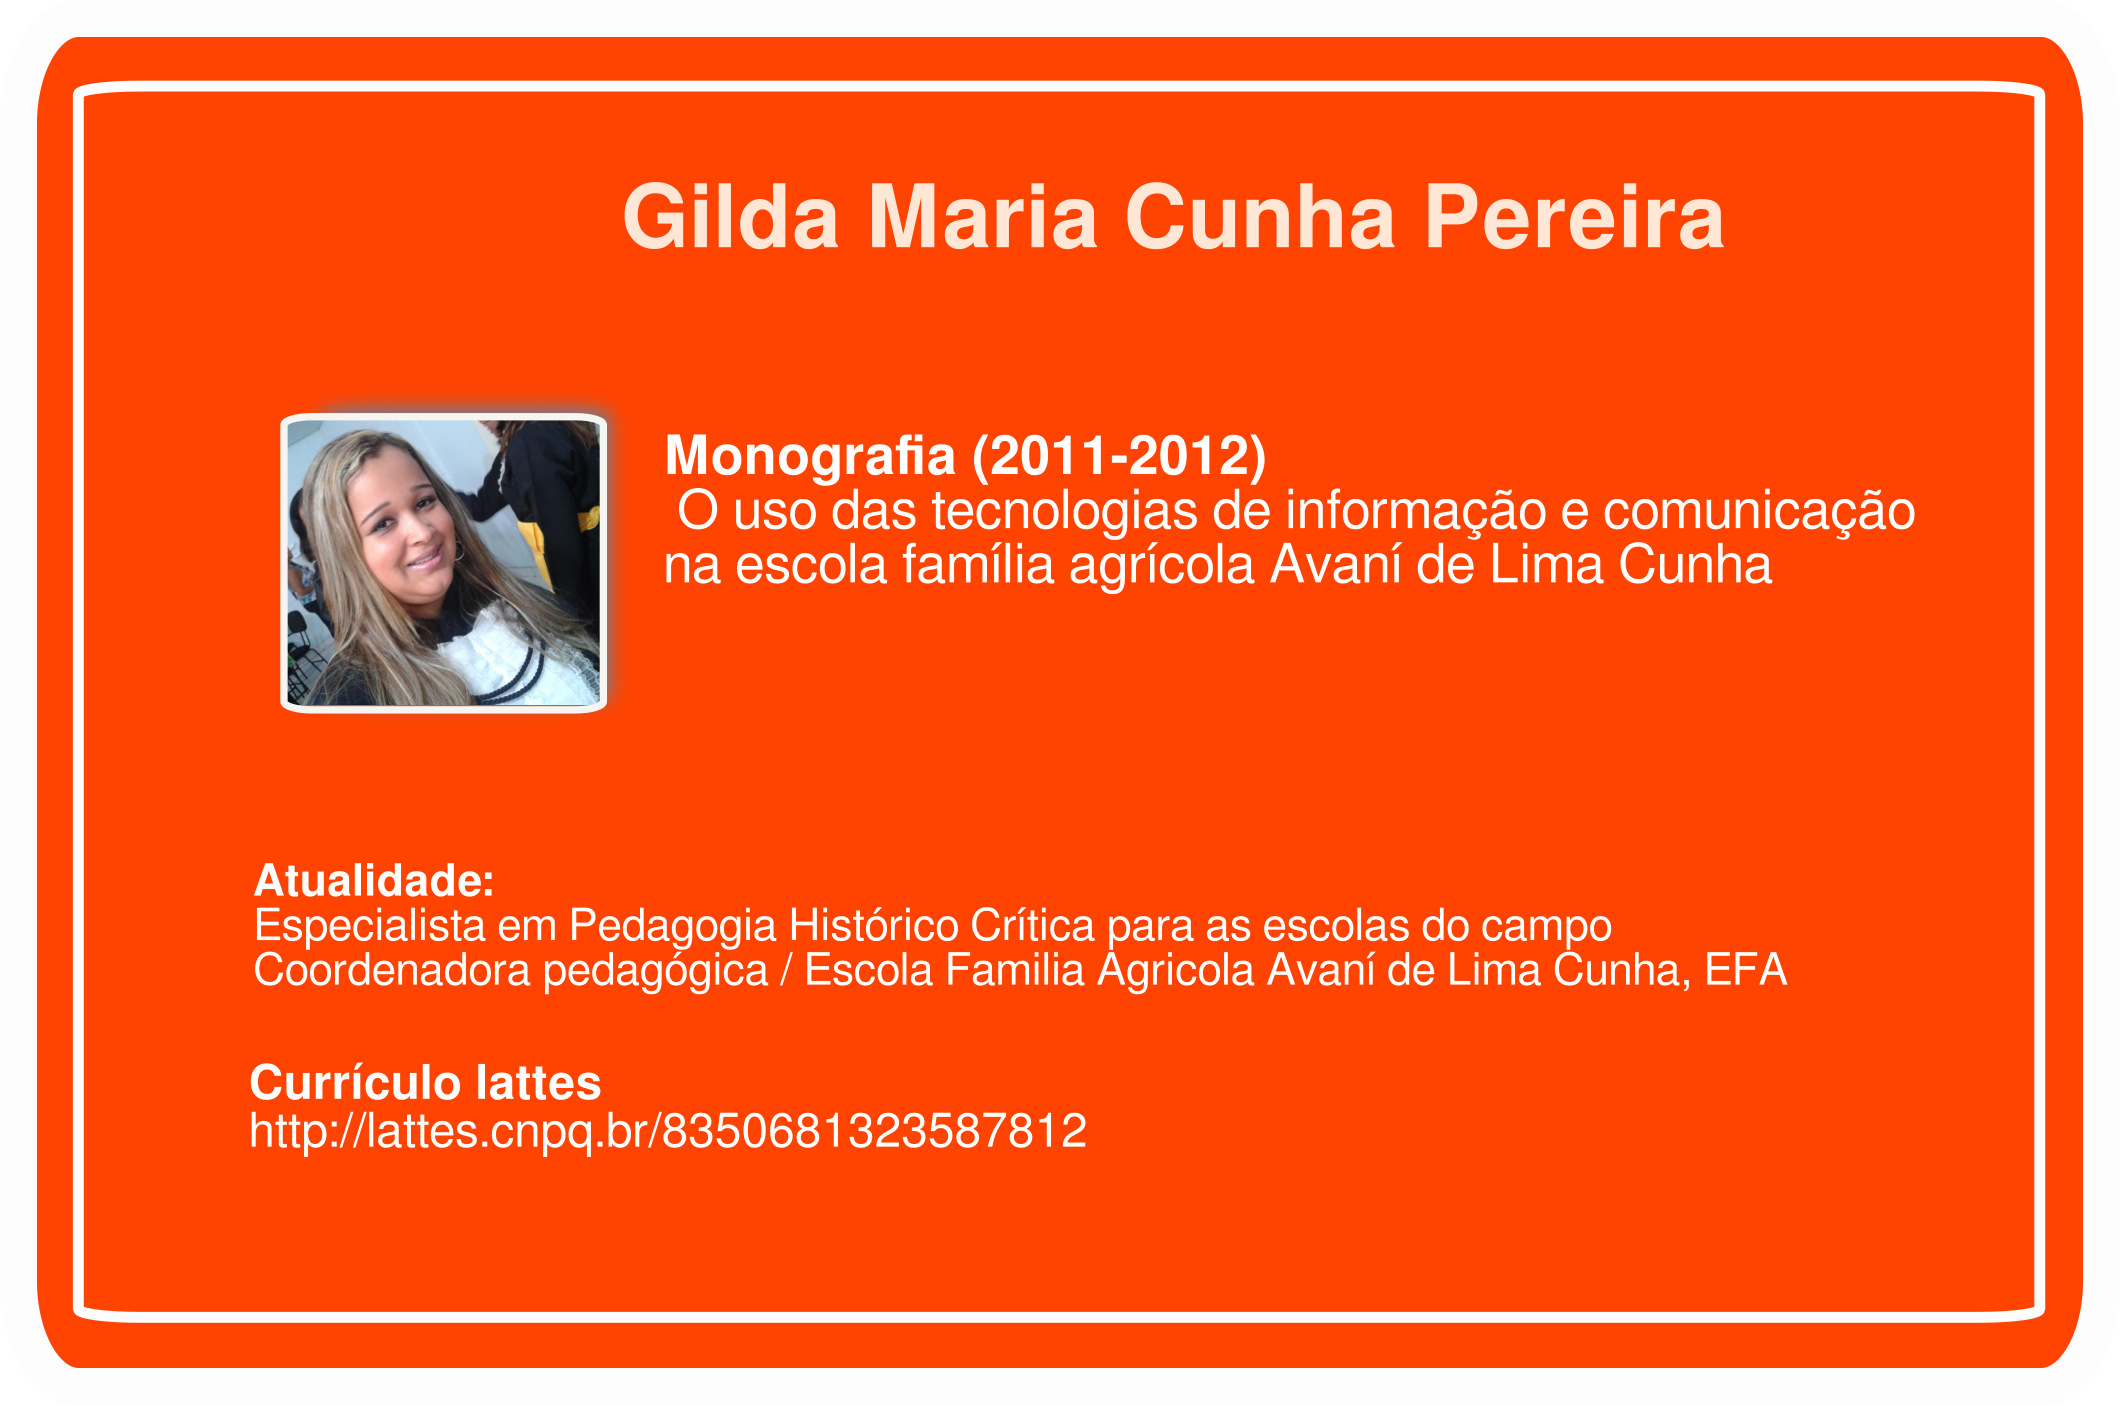 Gilda Maria Cunha Pereira
Monografia (2011-2012)
O uso das tecnologias de informação e comunicação
na escola família agrícola Avaní de Lima Cunha
Atualidade:
Especialista em Pedagogia Histórico Crítica para as escolas do campo
Coordenadora pedagógica / Escola Familia Agricola Avaní de Lima Cunha, EFA
Currículo lattes
http://lattes.cnpq.br/8350681323587812